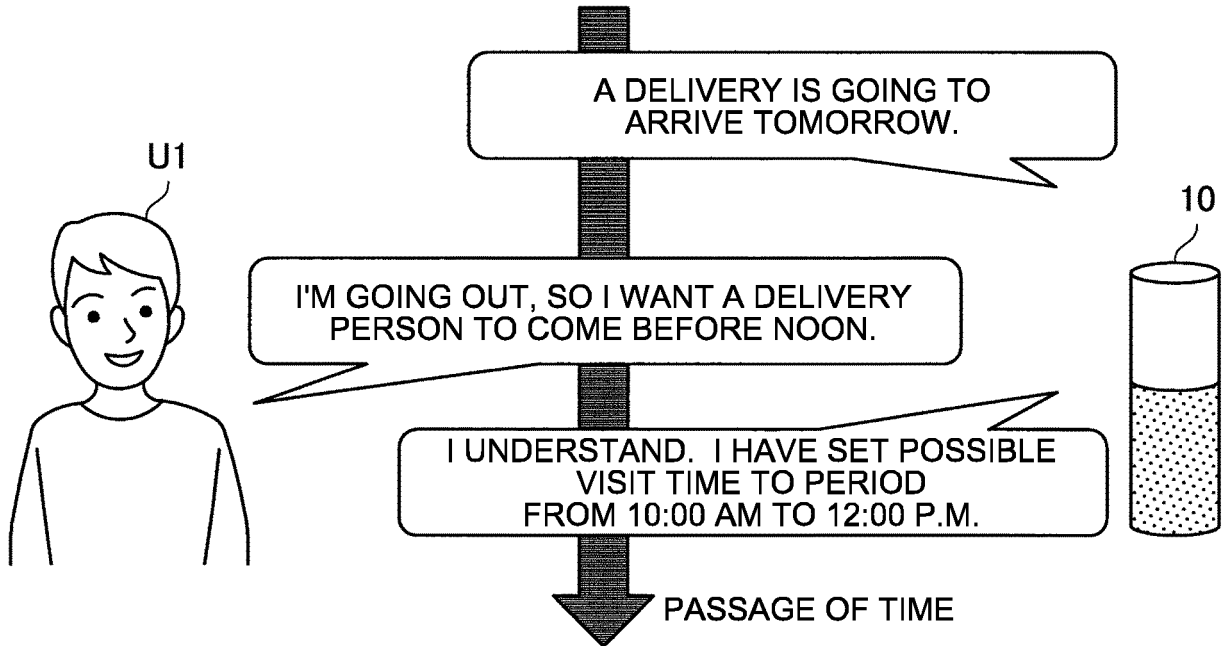 A DELIVERY IS GOING TO
ARRIVE TOMORROW.
U1
10
I'M GOING OUT, SO I WANT A DELIVERY
PERSON TO COME BEFORE NOON.
I UNDERSTAND. I HAVE SET POSSIBLE
VISIT TIME TO PERIOD
FROM 10:00 AM TO 12:00 P.M.
PASSAGE OF TIME